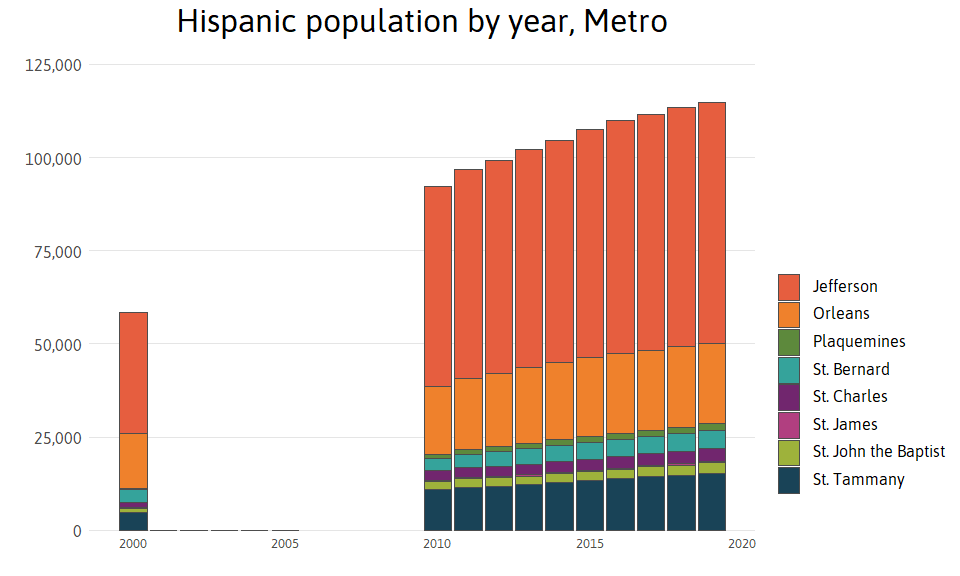 Hispanic population by year, Metro
125,000
100,000
75,000
50,000
25,000
0
2000 2005 2010 2015 2020
Jefferson
Orleans
Plaquemines
St. Bernard
St. Charles
St. James
St. John the Baptist
St. Tammany